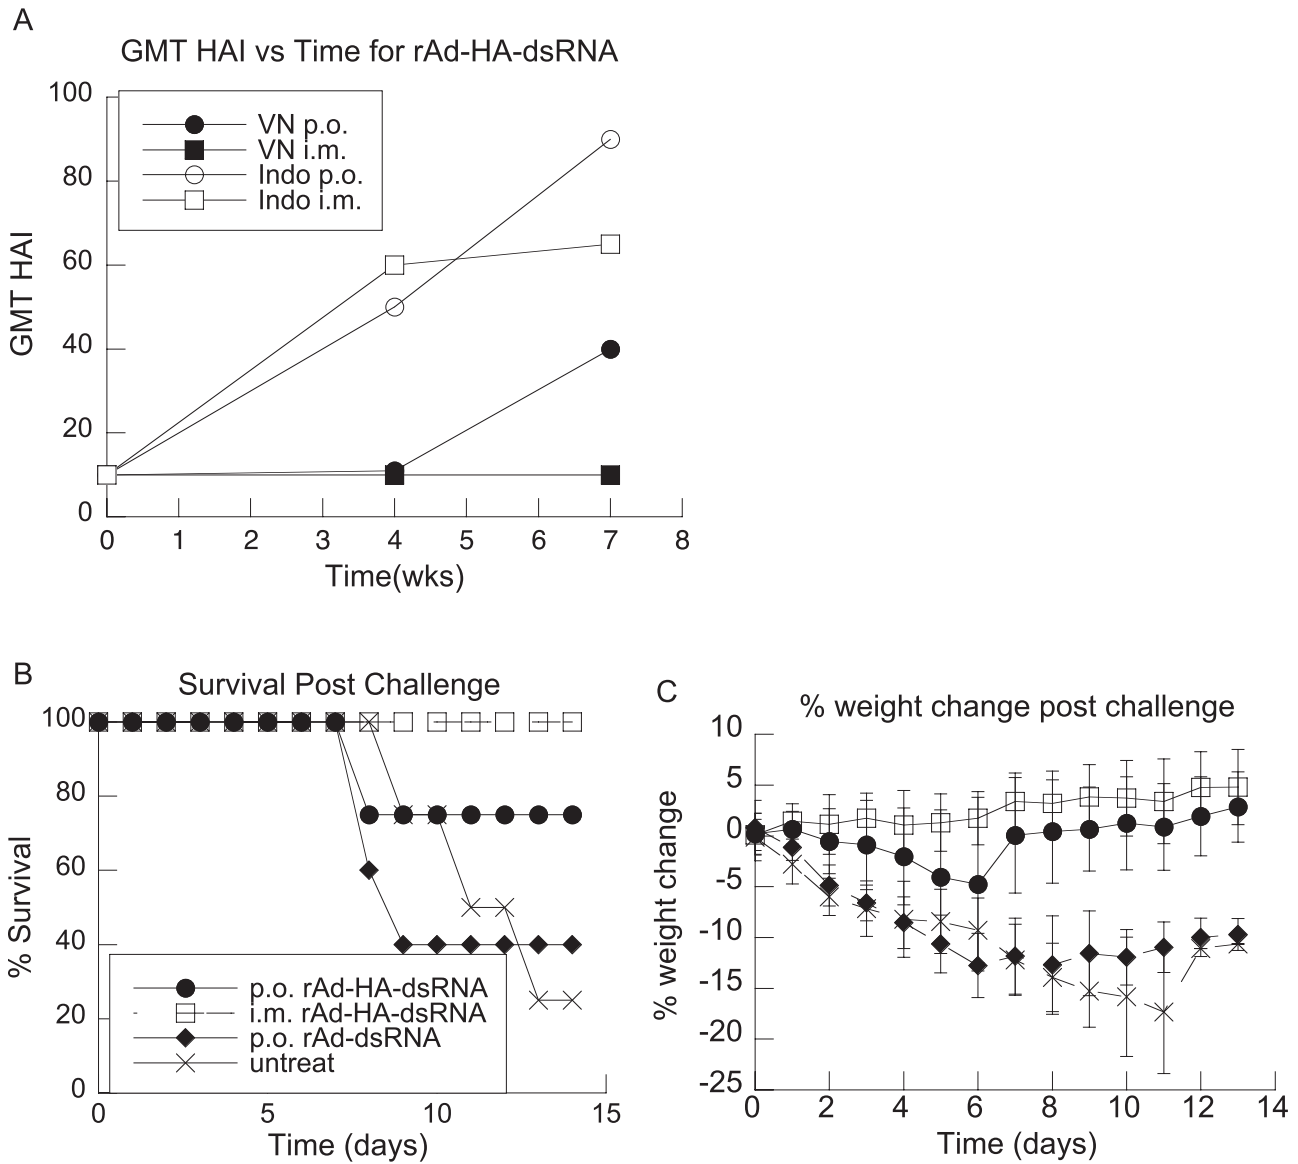 A
GMT HAI vs Time for rAd-HA-dsRNA
100
80
60
40
20
0
GMT HAI
VN p.o.
VN i.m.
Indo p.o.
Indo i.m.
0 1 2 3 4 5 6 7 8
Time(wks)
B
Survival Post Challenge
100
80
60
40
20
0
% Survival
p.o. rAd-HA-dsRNA
i.m. rAd-HA-dsRNA
p.o. rAd-dsRNA
untreat
0 5 10 15
Time (days)
C
% weight change post challenge
10
5
0
-5
-10
-15
-20
-25
% weight change
0 2 4 6 8 10 12 14
Time (days)